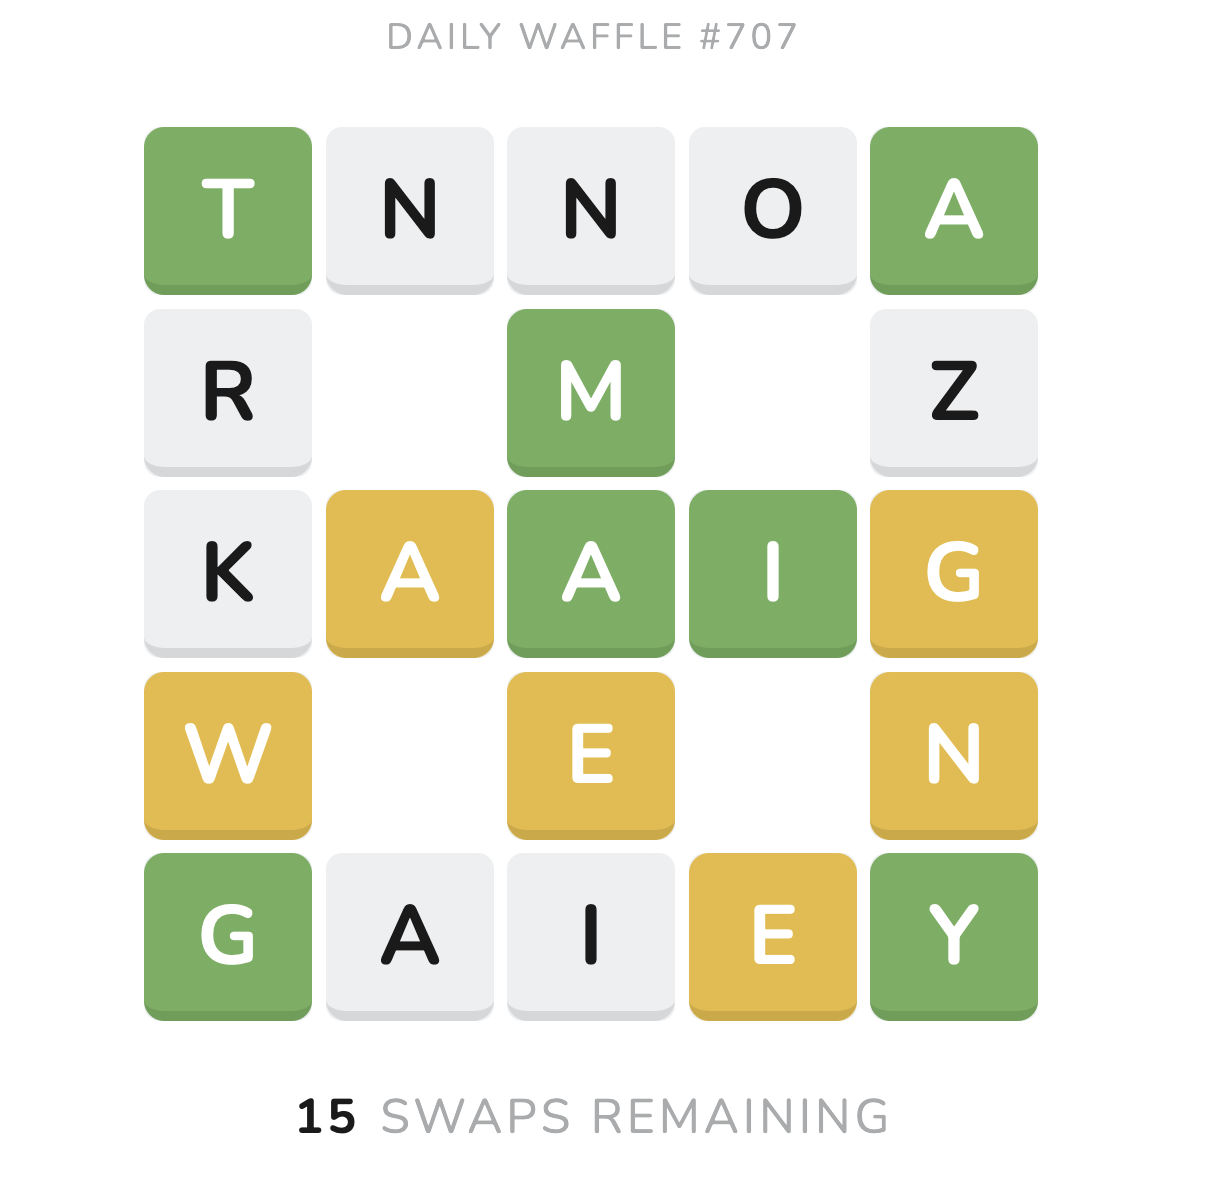 DAILY WAFFLE #707
T N N O A
R M Z
K A A I G
W E N
G A I E Y
15 SWAPS REMAINING